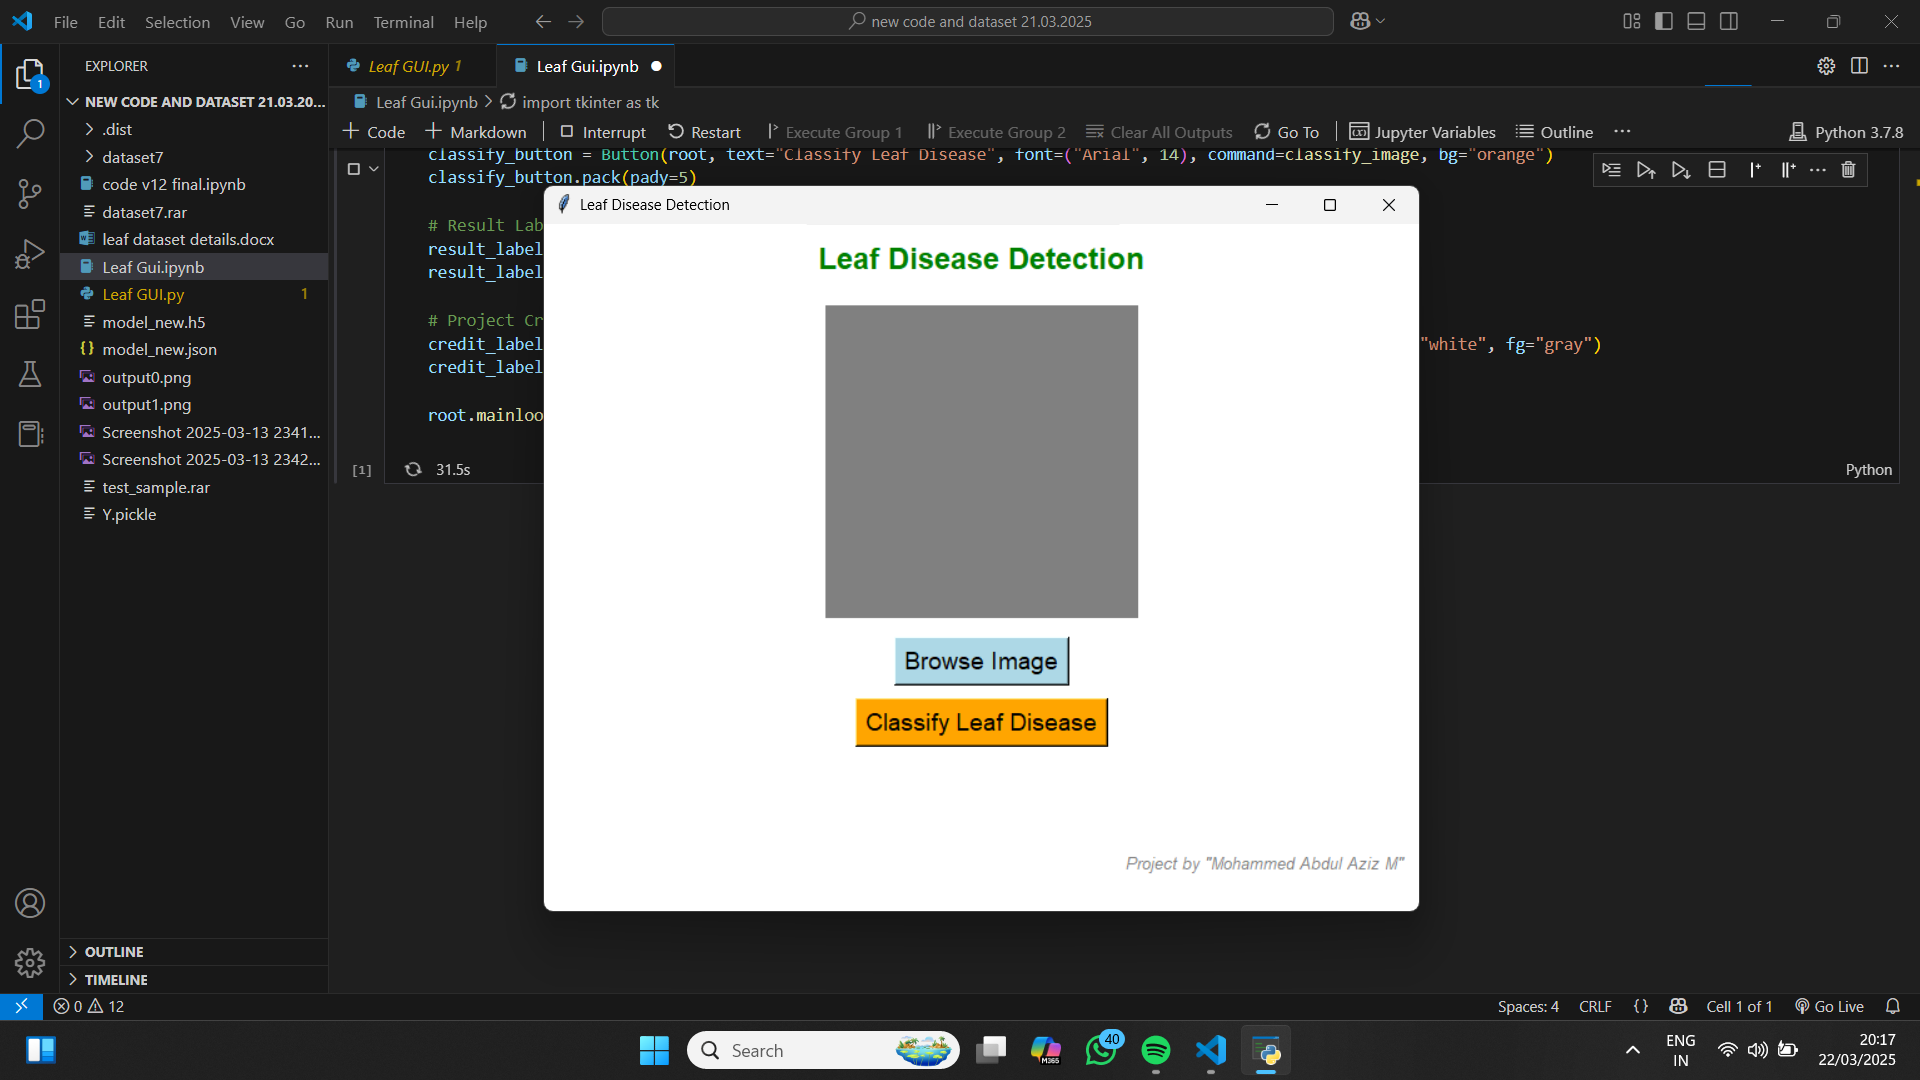 File Edit Selection View Go Run Terminal Help
new code and dataset 21.03.2025
EXPLORER
1
NEW CODE AND DATASET 21.03.20...
.dist
dataset7
code v12 final.ipynb
dataset7.rar
leaf dataset details.docx
Leaf Gui.ipynb
Leaf GUI.py 1
model_new.h5
model_new.json
output0.png
output1.png
Screenshot 2025-03-13 2341...
Screenshot 2025-03-13 2342...
test_sample.rar
Y.pickle
OUTLINE
TIMELINE
Leaf GUI.py 1
Leaf Gui.ipynb
Leaf Gui.ipynb > import tkinter as tk
+ Code + Markdown Interrupt Restart Execute Group 1 Execute Group 2 Clear All Outputs Go To Jupyter Variables Outline ... Python 3.7.8
classify_button = Button(root, text="Classify Leaf Disease", font=("Arial", 14), command=classify_image, bg="orange")
classify_button.pack(pady=5)
# Result Lab
result_label
result_label
# Project Cr
credit_label "white", fg="gray")
credit_label
root.mainloo
[1] 31.5s Python
Leaf Disease Detection
Leaf Disease Detection
Browse Image
Classify Leaf Disease
Project by "Mohammed Abdul Aziz M"
0 12
Spaces: 4 CRLF {} Cell 1 of 1 Go Live
Search
M365
40
ENG
IN
20:17
22/03/2025